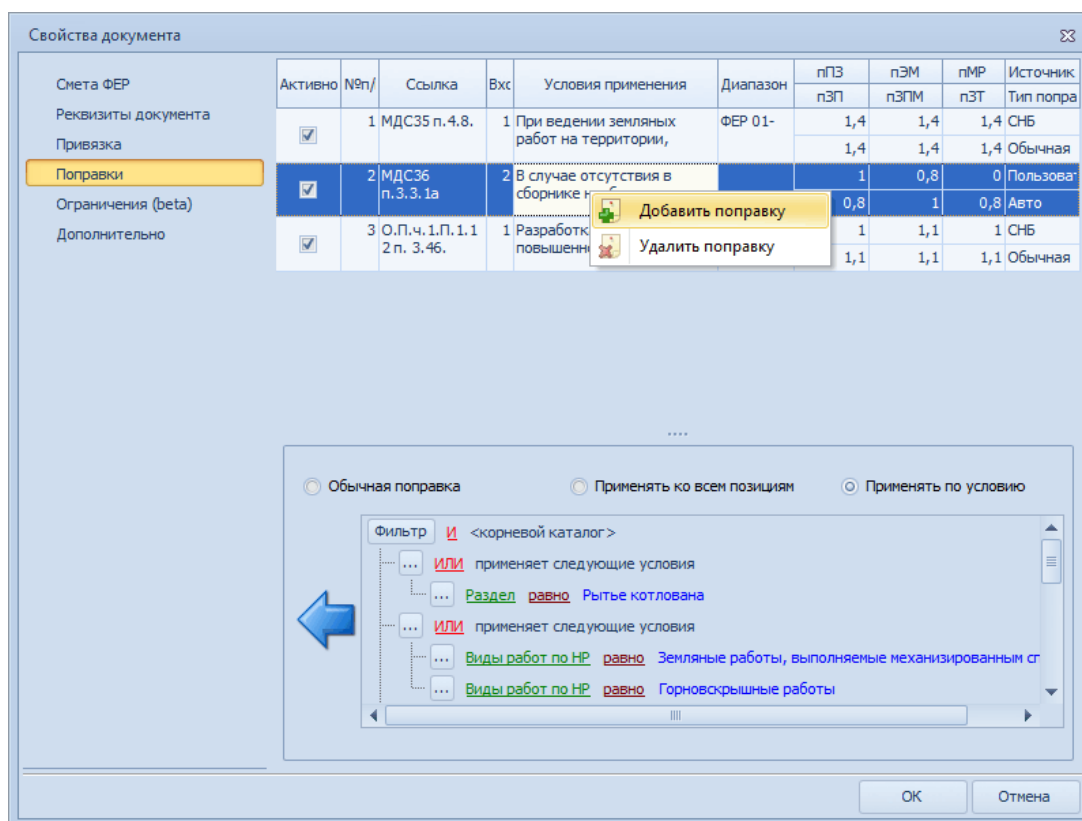 Свойства документа
Смета ФЕР
Реквизиты документа
Привязка
Поправки
Ограничения (beta)
Дополнительно
Активно №п/ Ссылка Вхс Условия применения Диапазон пПЗ пЭМ пМР Источник
пЗП пЗПМ пЗТ Тип попра
1 МДС35 п.4.8. 1 При ведении земляных ФЕР 01- 1,4 1,4 1,4 СНБ
работ на территории, 1,4 1,4 1,4 Обычная
2 МДС36 2 В случае отсутствия в 1 0,8 0 Пользоват
п.3.3.1а сборнике 0,8 1 0,8 Авто
3 О.П.ч.1.П.1.1 1 Разработк 1 1,1 1 СНБ
2 п. 3.46. повышенн 1,1 1,1 1,1 Обычная
Добавить поправку
Удалить поправку
Обычная поправка Применять ко всем позициям Применять по условию
Фильтр И <корневой каталог>
... ИЛИ применяет следующие условия
... Раздел равно Рытье котлована
... ИЛИ применяет следующие условия
... Виды работ по НР равно Земляные работы, выполняемые механизированным сп
... Виды работ по НР равно Горновскрышные работы
ОК Отмена